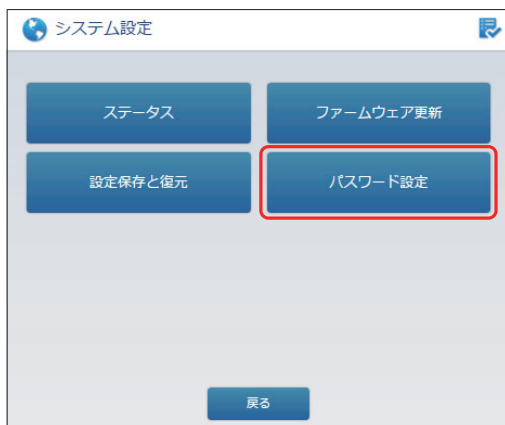 システム設定
ステータス
ファームウェア更新
設定保存と復元
パスワード設定
戻る